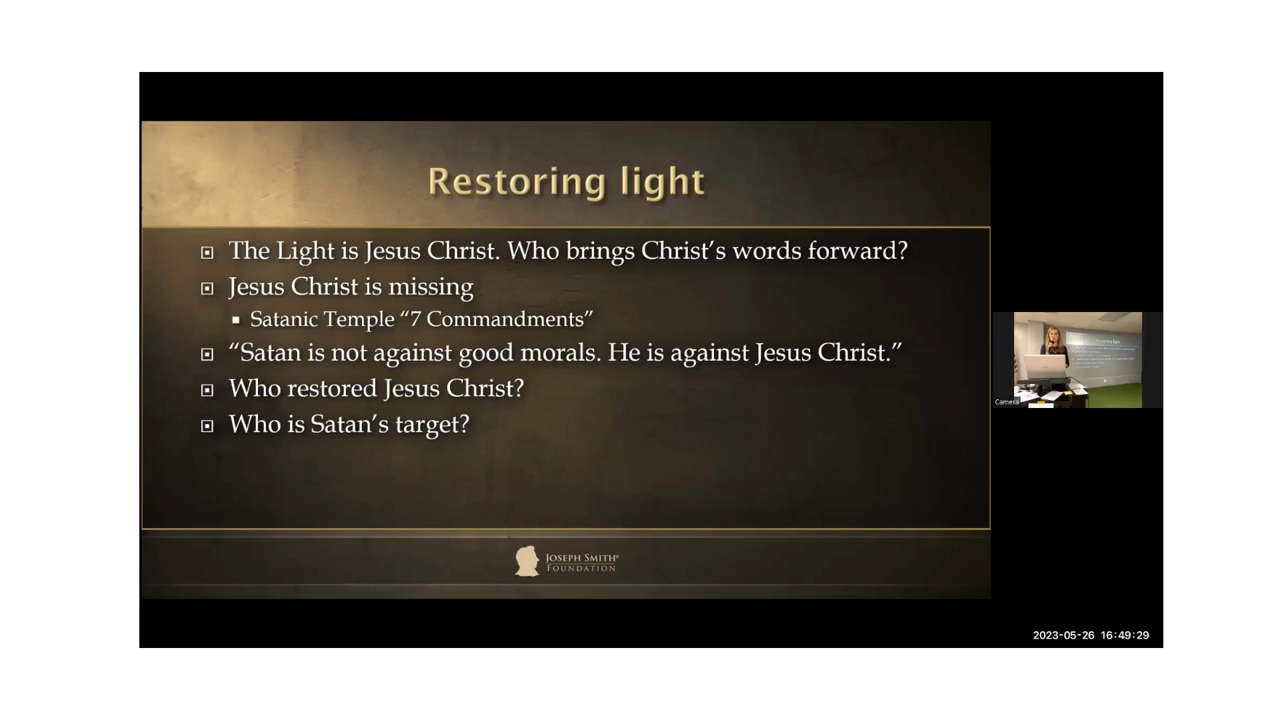 Restoring light
The Light is Jesus Christ. Who brings Christ’s words forward?
Jesus Christ is missing
Satanic Temple “7 Commandments”
“Satan is not against good morals. He is against Jesus Christ.”
Who restored Jesus Christ?
Who is Satan’s target?
JOSEPH SMITH®
FOUNDATION
Camera
2023-05-26 16:49:29